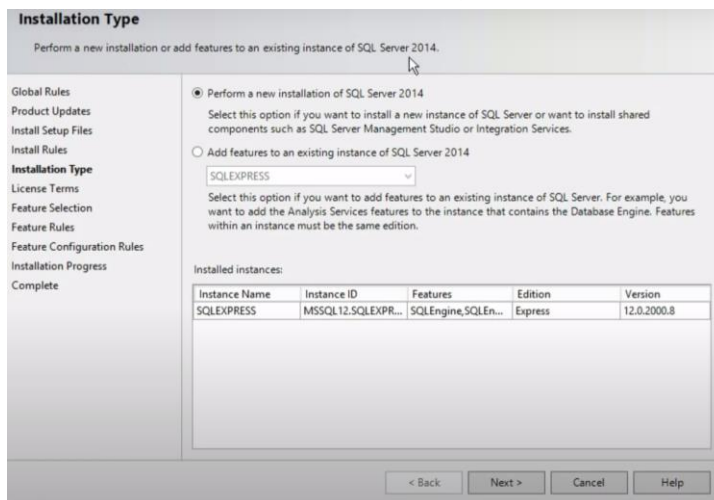 Installation Type
Perform a new installation or add features to an existing instance of SQL Server 2014.
Global Rules
Product Updates
Install Setup Files
Install Rules
Installation Type
License Terms
Feature Selection
Feature Rules
Feature Configuration Rules
Installation Progress
Complete
Perform a new installation of SQL Server 2014
Select this option if you want to install a new instance of SQL Server or want to install shared
components such as SQL Server Management Studio or Integration Services.
Add features to an existing instance of SQL Server 2014
SQLEXPRESS
Select this option if you want to add features to an existing instance of SQL Server. For example, you
want to add the Analysis Services features to the instance that contains the Database Engine. Features
within an instance must be the same edition.
Installed instances:
Instance Name Instance ID Features Edition Version
SQLEXPRESS MSSQL12.SQLEXPR... SQLEngine,SQLEn... Express 12.0.2000.8
< Back Next > Cancel Help